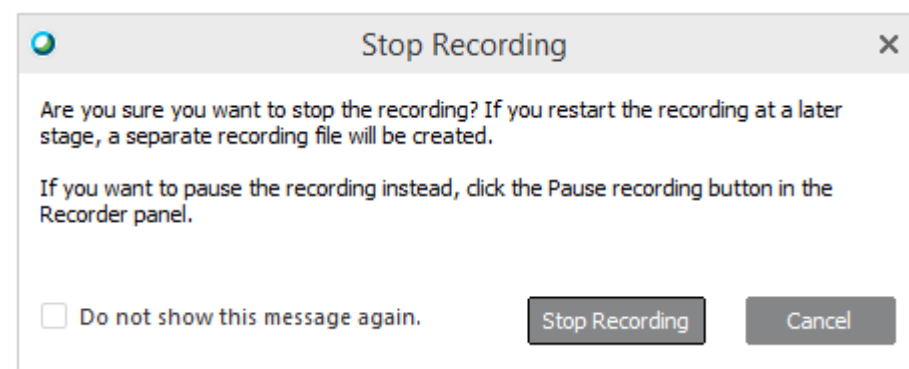 Stop Recording
Are you sure you want to stop the recording? If you restart the recording at a later
stage, a separate recording file will be created.
If you want to pause the recording instead, click the Pause recording button in the
Recorder panel.
Do not show this message again.
Stop Recording
Cancel